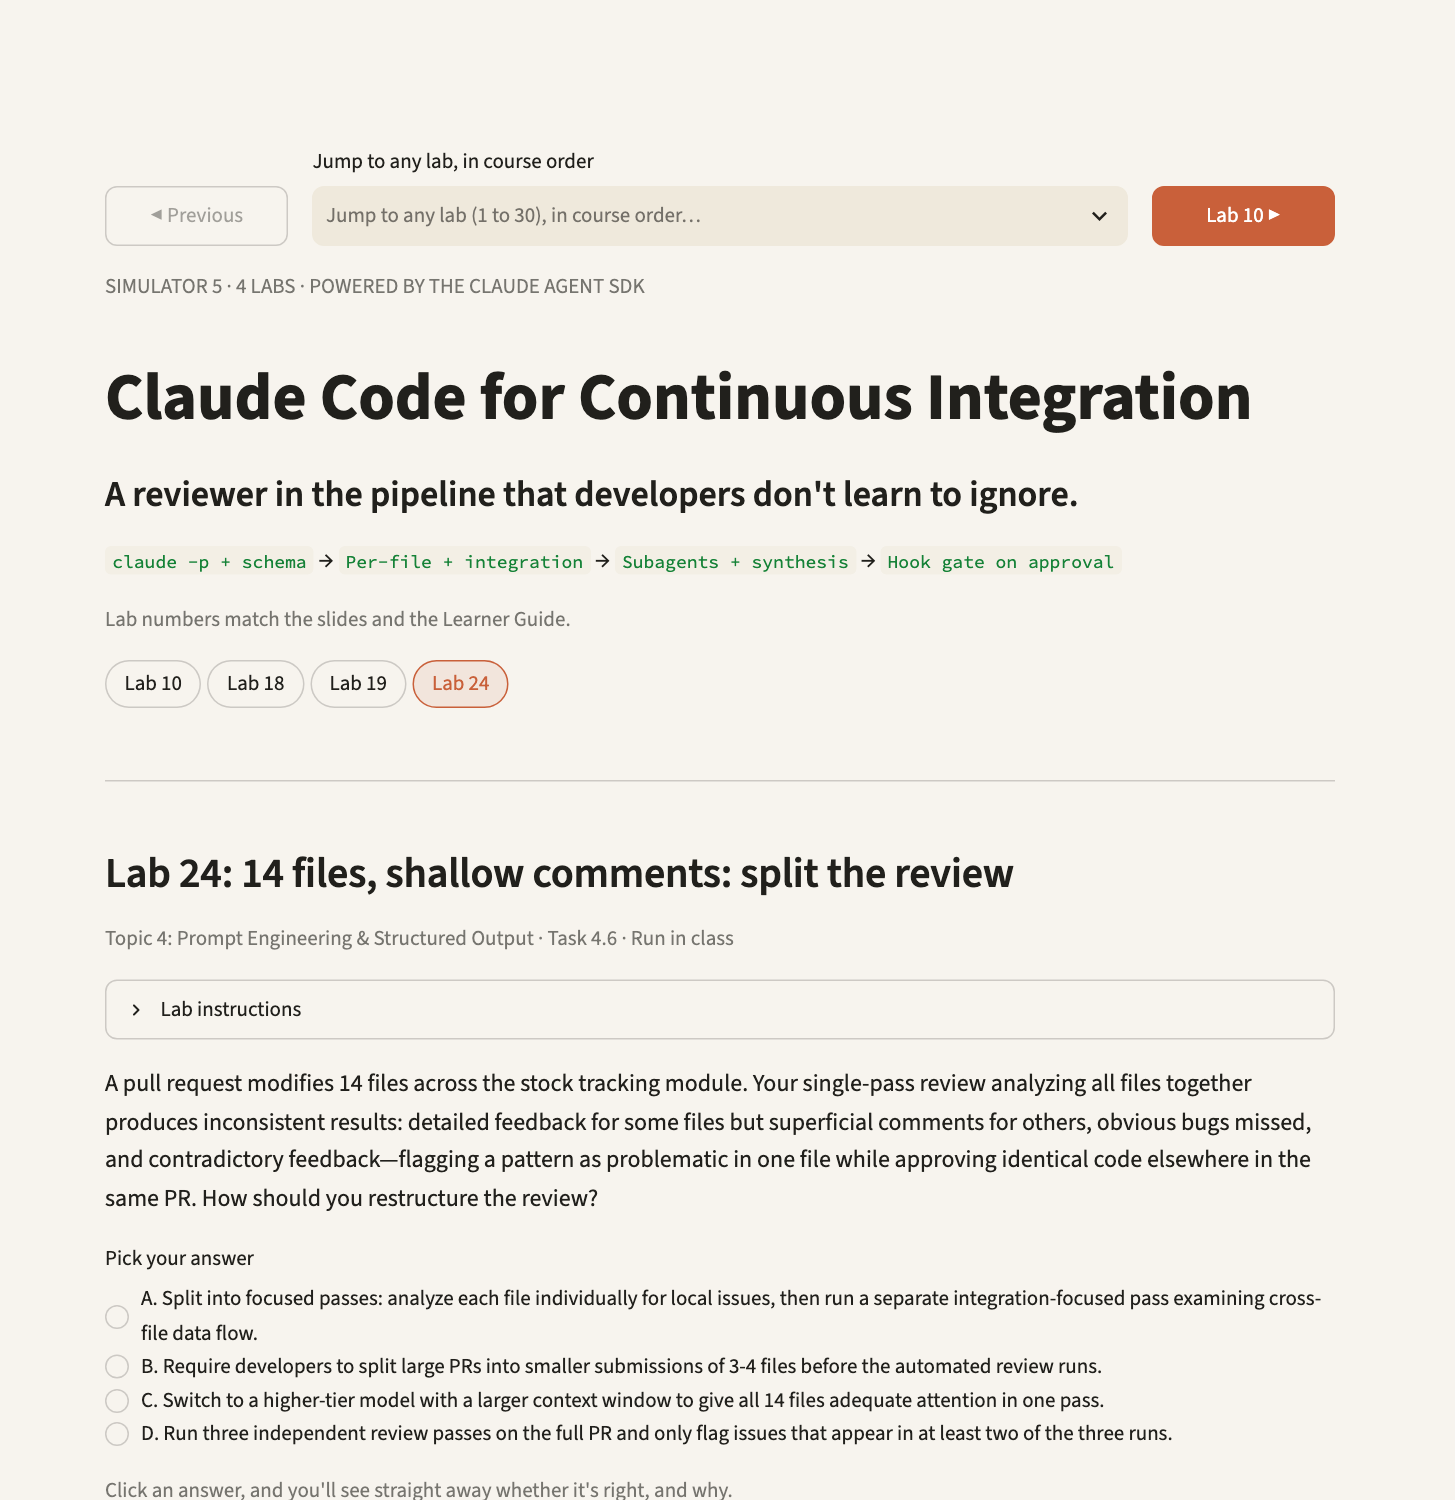 Jump to any lab, in course order
◀ Previous
Jump to any lab (1 to 30), in course order...
Lab 10 ▶
SIMULATOR 5 · 4 LABS · POWERED BY THE CLAUDE AGENT SDK
Claude Code for Continuous Integration
A reviewer in the pipeline that developers don't learn to ignore.
claude -p + schema → Per-file + integration → Subagents + synthesis → Hook gate on approval
Lab numbers match the slides and the Learner Guide.
Lab 10 Lab 18 Lab 19 Lab 24
Lab 24: 14 files, shallow comments: split the review
Topic 4: Prompt Engineering & Structured Output · Task 4.6 · Run in class
Lab instructions
A pull request modifies 14 files across the stock tracking module. Your single-pass review analyzing all files together
produces inconsistent results: detailed feedback for some files but superficial comments for others, obvious bugs missed,
and contradictory feedback—flagging a pattern as problematic in one file while approving identical code elsewhere in the
same PR. How should you restructure the review?
Pick your answer
A. Split into focused passes: analyze each file individually for local issues, then run a separate integration-focused pass examining cross-
file data flow.
B. Require developers to split large PRs into smaller submissions of 3-4 files before the automated review runs.
C. Switch to a higher-tier model with a larger context window to give all 14 files adequate attention in one pass.
D. Run three independent review passes on the full PR and only flag issues that appear in at least two of the three runs.
Click an answer, and you'll see straight away whether it's right, and why.